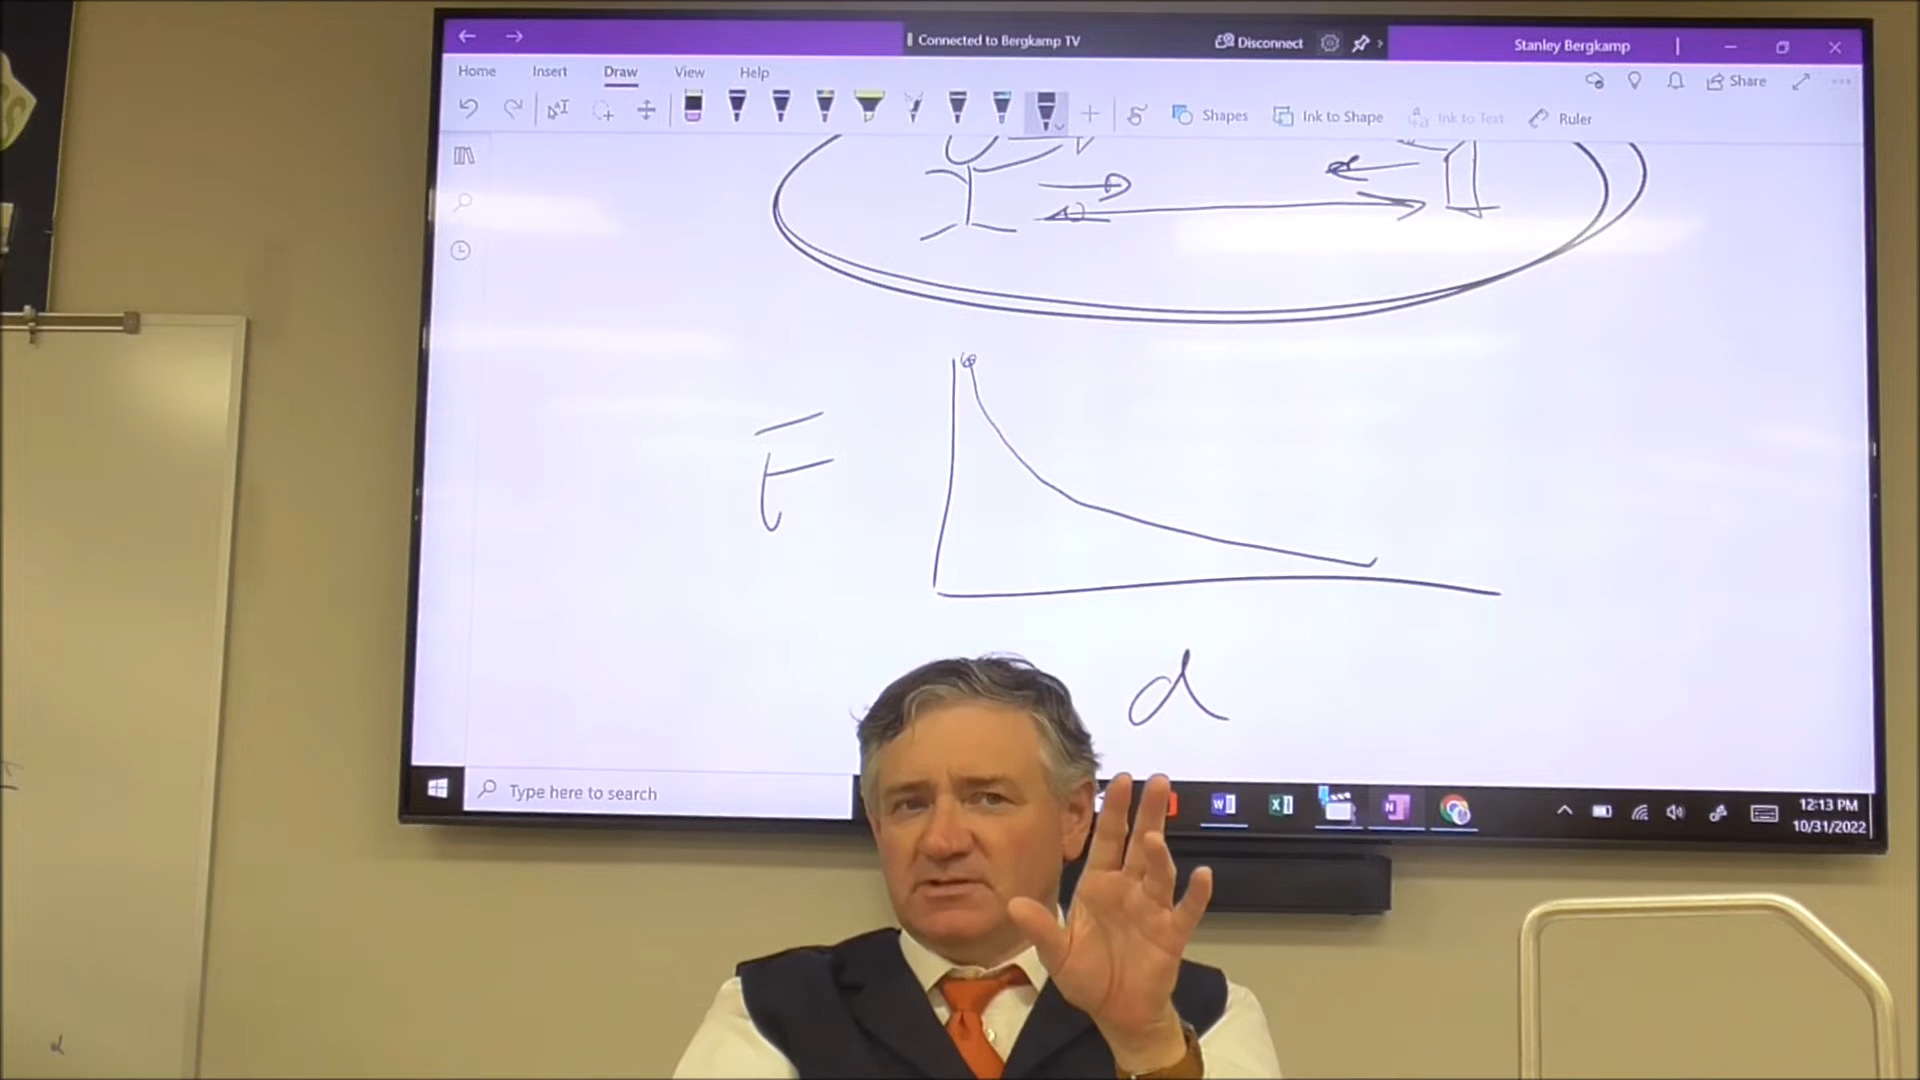 Connected to Bergkamp TV
Disconnect
Stanley Bergkamp
Home Insert Draw View Help
Share
Shapes
Ink to Shape
Ink to Text
Ruler
F
d
Type here to search
12:13 PM
10/31/2022